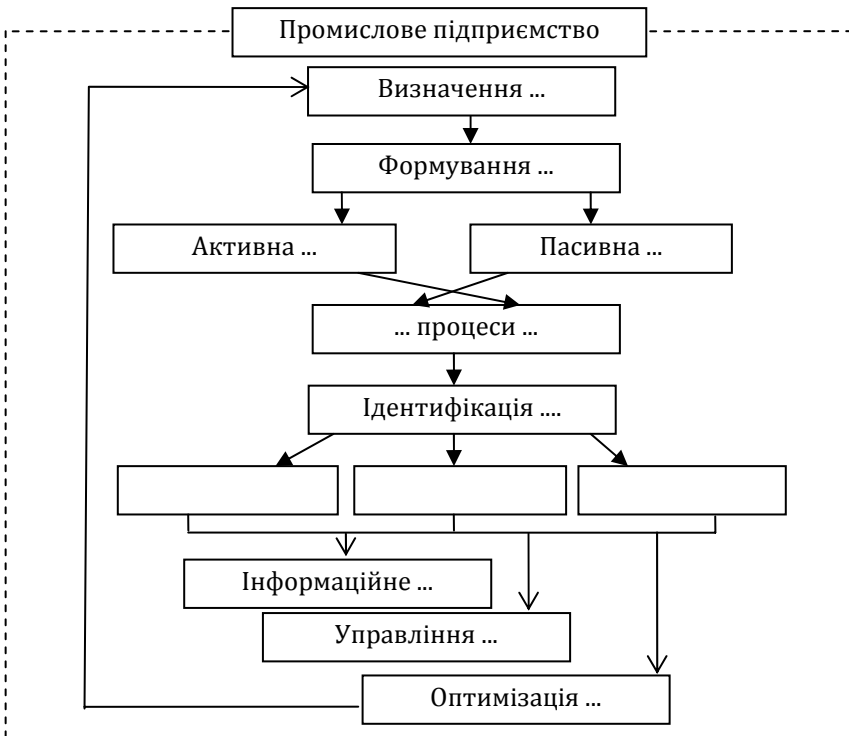 Промислове підприємство
Визначення ...
Формування ...
Активна ...
Пасивна ...
... процеси ...
Ідентифікація ....
Інформаційне ...
Управління ...
Оптимізація ...